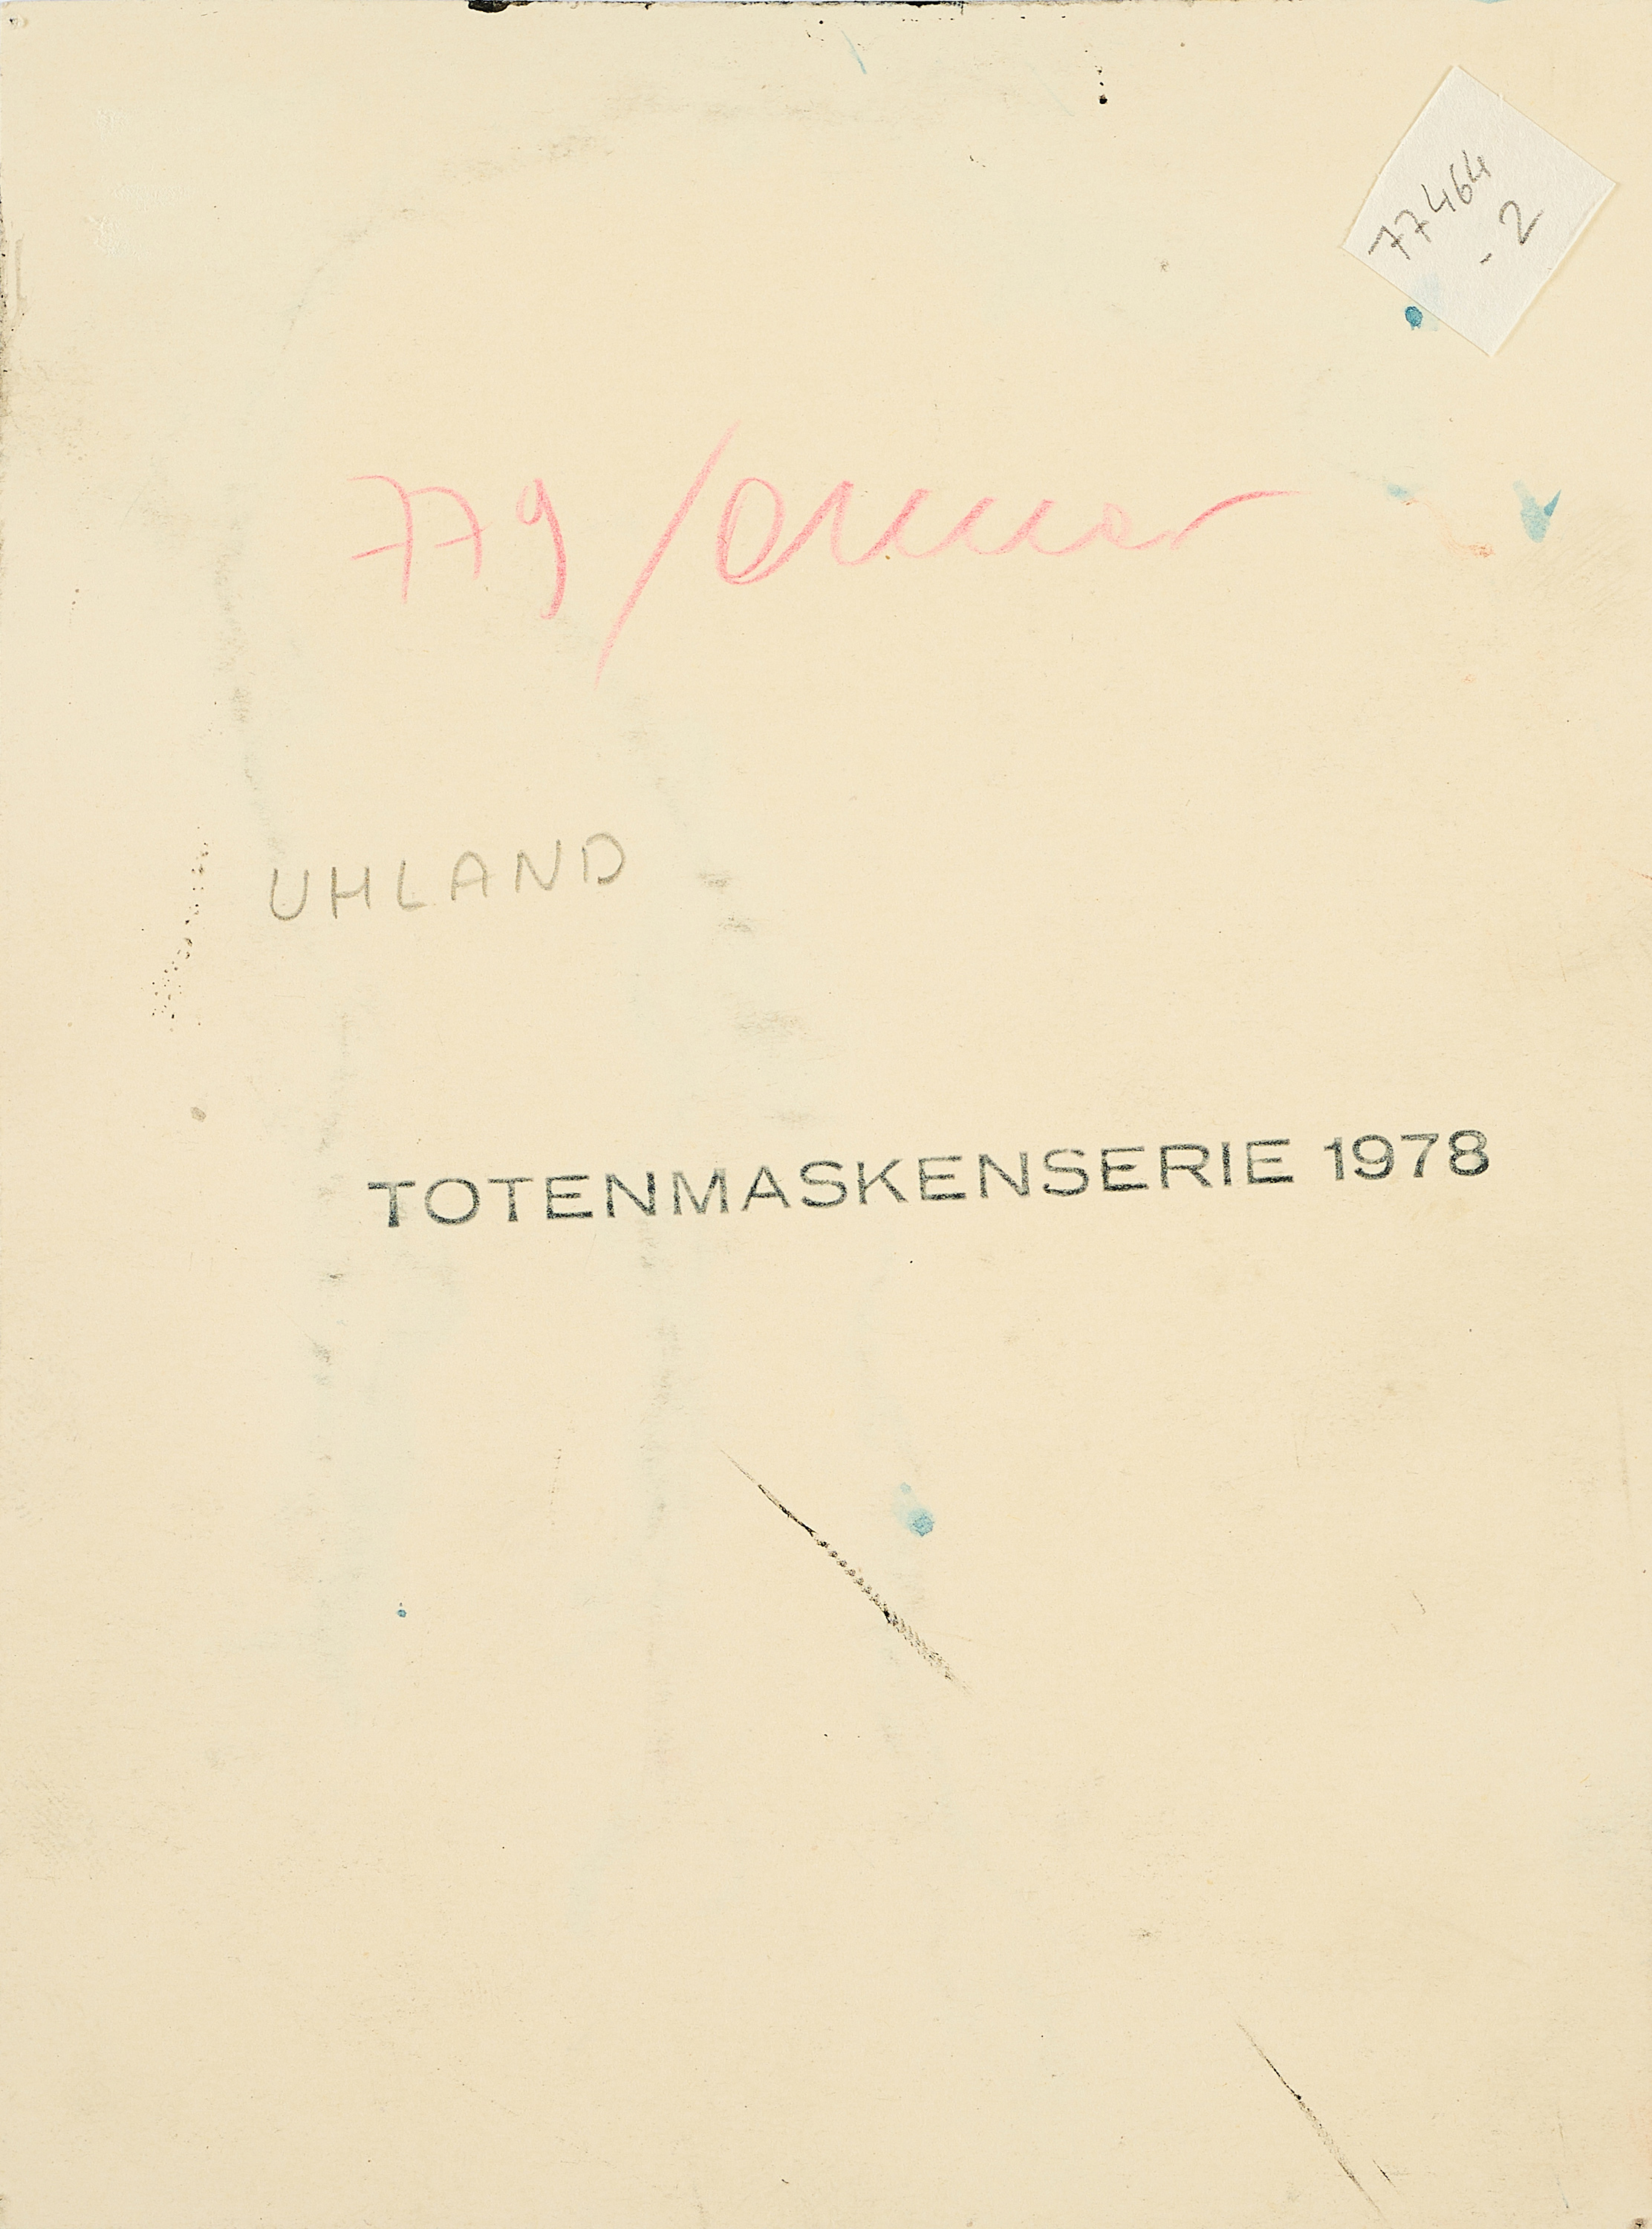 77464
- 2
779/
UHLAND
TOTENMASKENSERIE 1978